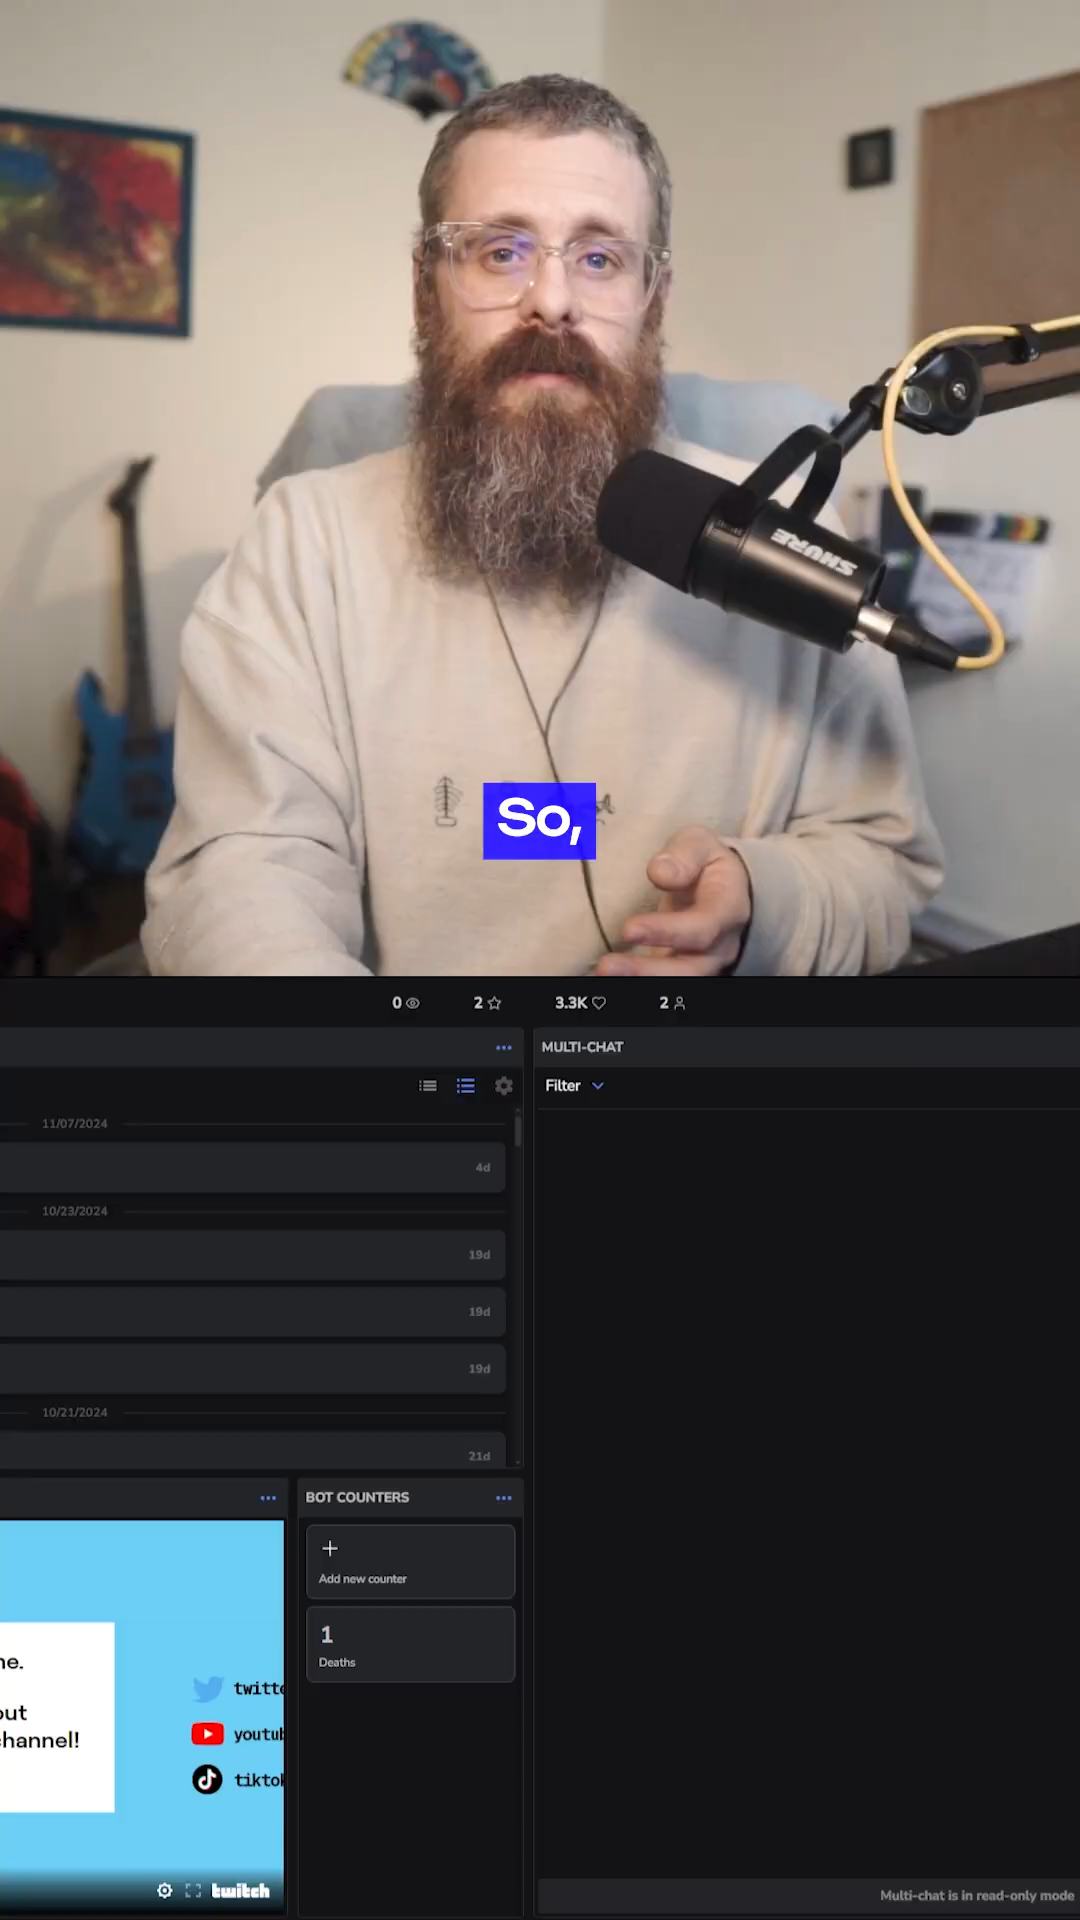 SHURE
So,
0
2
3.3K
2
MULTI-CHAT
Filter
11/07/2024
4d
10/23/2024
19d
19d
19d
10/21/2024
21d
BOT COUNTERS
Add new counter
1
Deaths
ne.
out
channel!
twitte
youtub
tiktok
twitch
Multi-chat is in read-only mode